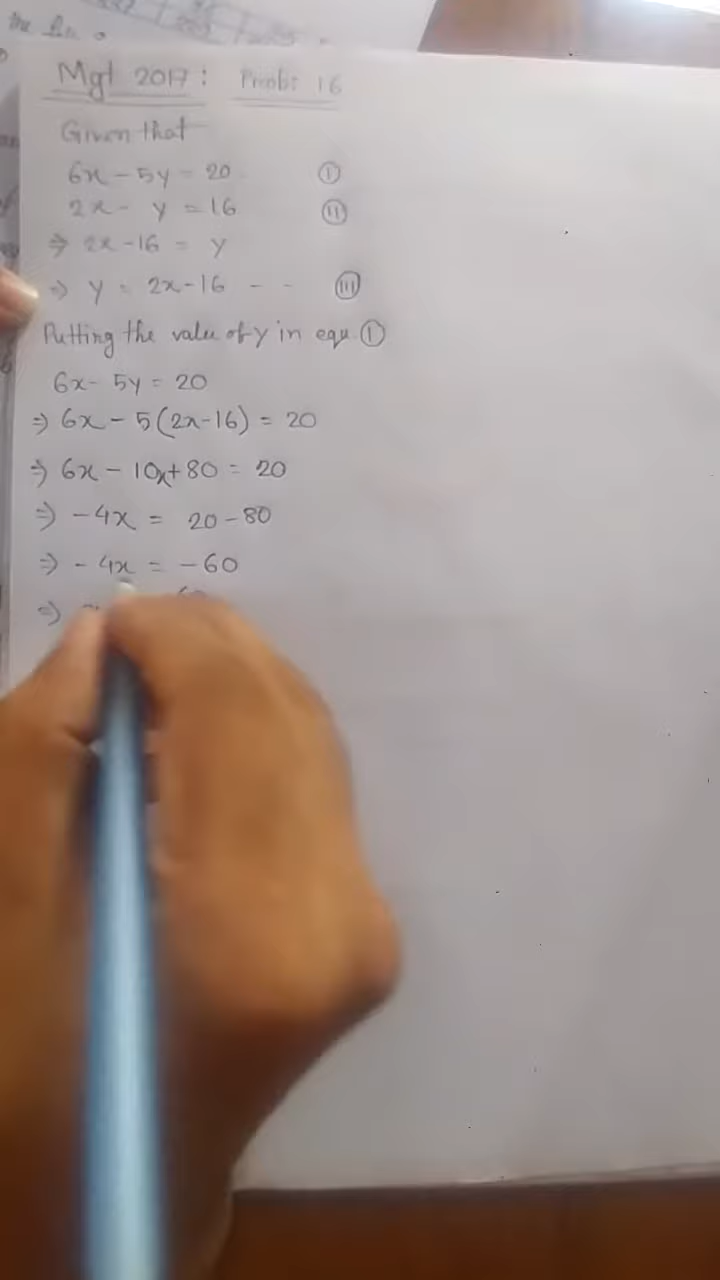 Mgt 2017: Prob: 16
Given that
6x - 5y = 20 (I)
2x - y = 16 (II)
⇒ 2x - 16 = y
⇒ y = 2x - 16 - - (III)
Putting the value of y in equ. (I)
6x - 5y = 20
⇒ 6x - 5(2x - 16) = 20
⇒ 6x - 10x + 80 = 20
⇒ -4x = 20 - 80
⇒ -4x = -60
⇒